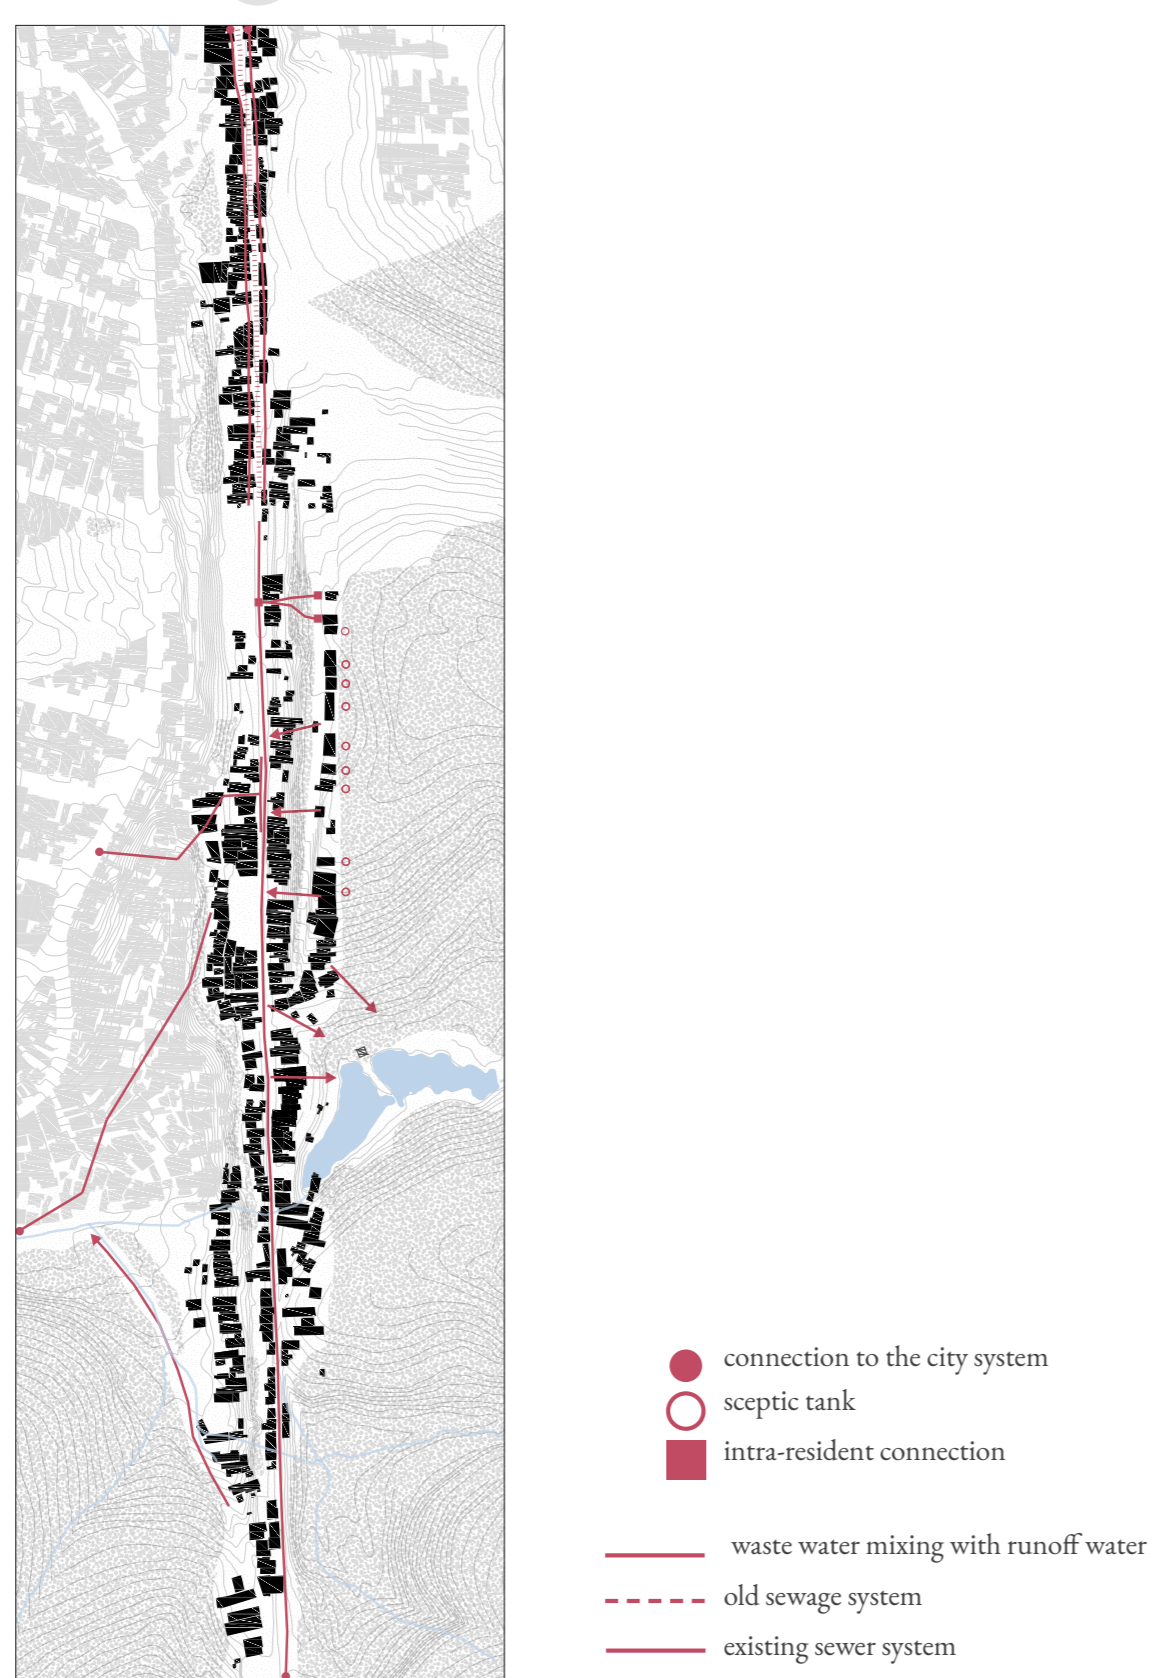 connection to the city system
sceptic tank
intra-resident connection
waste water mixing with runoff water
old sewage system
existing sewer system